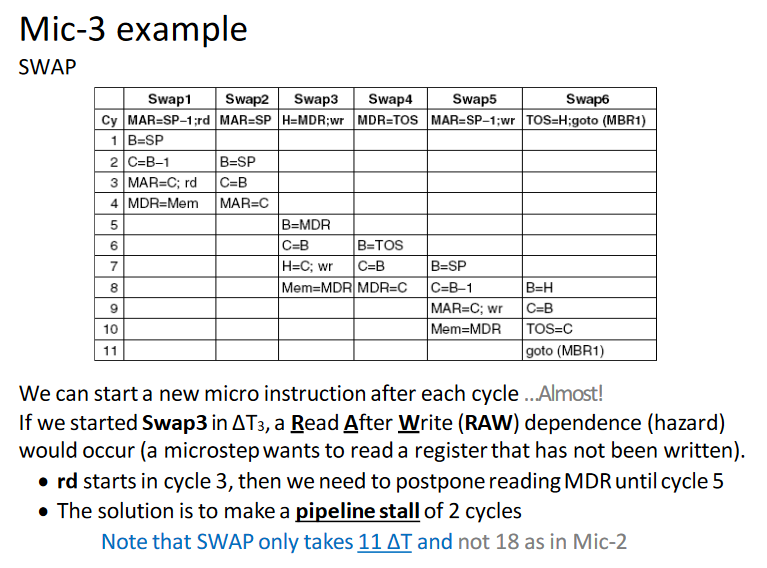 Mic-3 example
SWAP
Swap1 Swap2 Swap3 Swap4 Swap5 Swap6
Cy MAR=SP–1;rd MAR=SP H=MDR;wr MDR=TOS MAR=SP–1;wr TOS=H;goto (MBR1)
1 B=SP
2 C=B–1 B=SP
3 MAR=C; rd C=B
4 MDR=Mem MAR=C
5 B=MDR
6 C=B B=TOS
7 H=C; wr C=B B=SP
8 Mem=MDR MDR=C C=B–1 B=H
9 MAR=C; wr C=B
10 Mem=MDR TOS=C
11 goto (MBR1)
We can start a new micro instruction after each cycle ...Almost!
If we started Swap3 in ΔT₃, a Read After Write (RAW) dependence (hazard)
would occur (a microstep wants to read a register that has not been written).
• rd starts in cycle 3, then we need to postpone reading MDR until cycle 5
• The solution is to make a pipeline stall of 2 cycles
Note that SWAP only takes 11 ΔT and not 18 as in Mic-2